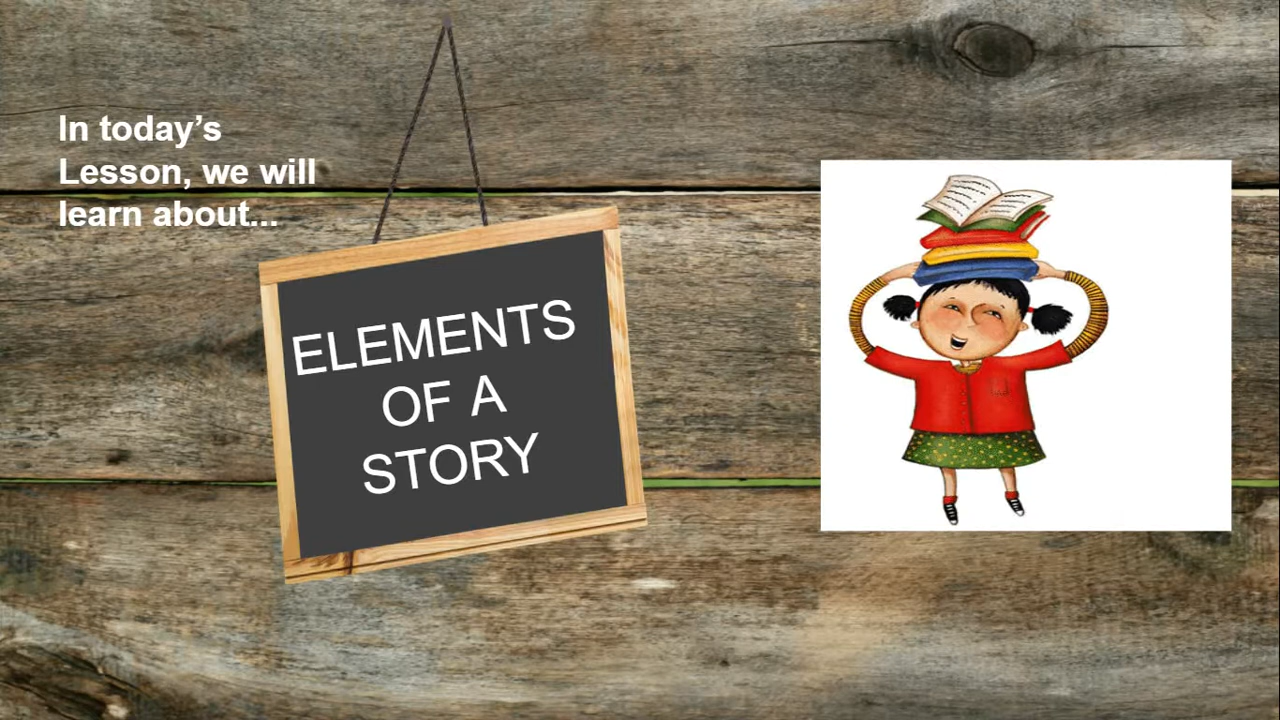 In today’s
Lesson, we will
learn about...
ELEMENTS
OF A
STORY